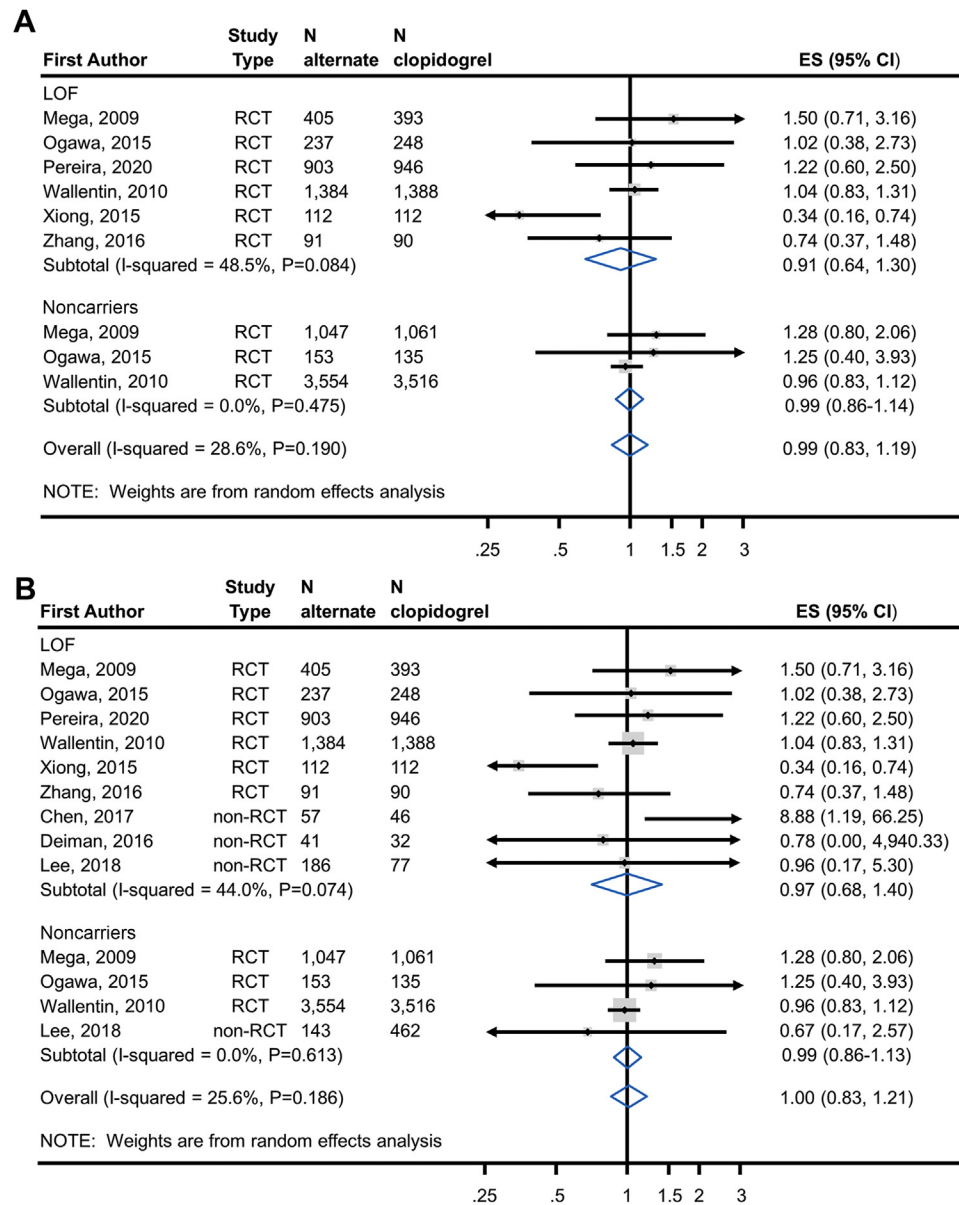 A
Study N N
First Author Type alternate clopidogrel ES (95% CI)
LOF
Mega, 2009 RCT 405 393 1.50 (0.71, 3.16)
Ogawa, 2015 RCT 237 248 1.02 (0.38, 2.73)
Pereira, 2020 RCT 903 946 1.22 (0.60, 2.50)
Wallentin, 2010 RCT 1,384 1,388 1.04 (0.83, 1.31)
Xiong, 2015 RCT 112 112 0.34 (0.16, 0.74)
Zhang, 2016 RCT 91 90 0.74 (0.37, 1.48)
Subtotal (I-squared = 48.5%, P=0.084) 0.91 (0.64, 1.30)
Noncarriers
Mega, 2009 RCT 1,047 1,061 1.28 (0.80, 2.06)
Ogawa, 2015 RCT 153 135 1.25 (0.40, 3.93)
Wallentin, 2010 RCT 3,554 3,516 0.96 (0.83, 1.12)
Subtotal (I-squared = 0.0%, P=0.475) 0.99 (0.86-1.14)
Overall (I-squared = 28.6%, P=0.190) 0.99 (0.83, 1.19)
NOTE: Weights are from random effects analysis
.25 .5 1 1.5 2 3
B
Study N N
First Author Type alternate clopidogrel ES (95% CI)
LOF
Mega, 2009 RCT 405 393 1.50 (0.71, 3.16)
Ogawa, 2015 RCT 237 248 1.02 (0.38, 2.73)
Pereira, 2020 RCT 903 946 1.22 (0.60, 2.50)
Wallentin, 2010 RCT 1,384 1,388 1.04 (0.83, 1.31)
Xiong, 2015 RCT 112 112 0.34 (0.16, 0.74)
Zhang, 2016 RCT 91 90 0.74 (0.37, 1.48)
Chen, 2017 non-RCT 57 46 8.88 (1.19, 66.25)
Deiman, 2016 non-RCT 41 32 0.78 (0.00, 4,940.33)
Lee, 2018 non-RCT 186 77 0.96 (0.17, 5.30)
Subtotal (I-squared = 44.0%, P=0.074) 0.97 (0.68, 1.40)
Noncarriers
Mega, 2009 RCT 1,047 1,061 1.28 (0.80, 2.06)
Ogawa, 2015 RCT 153 135 1.25 (0.40, 3.93)
Wallentin, 2010 RCT 3,554 3,516 0.96 (0.83, 1.12)
Lee, 2018 non-RCT 143 462 0.67 (0.17, 2.57)
Subtotal (I-squared = 0.0%, P=0.613) 0.99 (0.86-1.13)
Overall (I-squared = 25.6%, P=0.186) 1.00 (0.83, 1.21)
NOTE: Weights are from random effects analysis
.25 .5 1 1.5 2 3